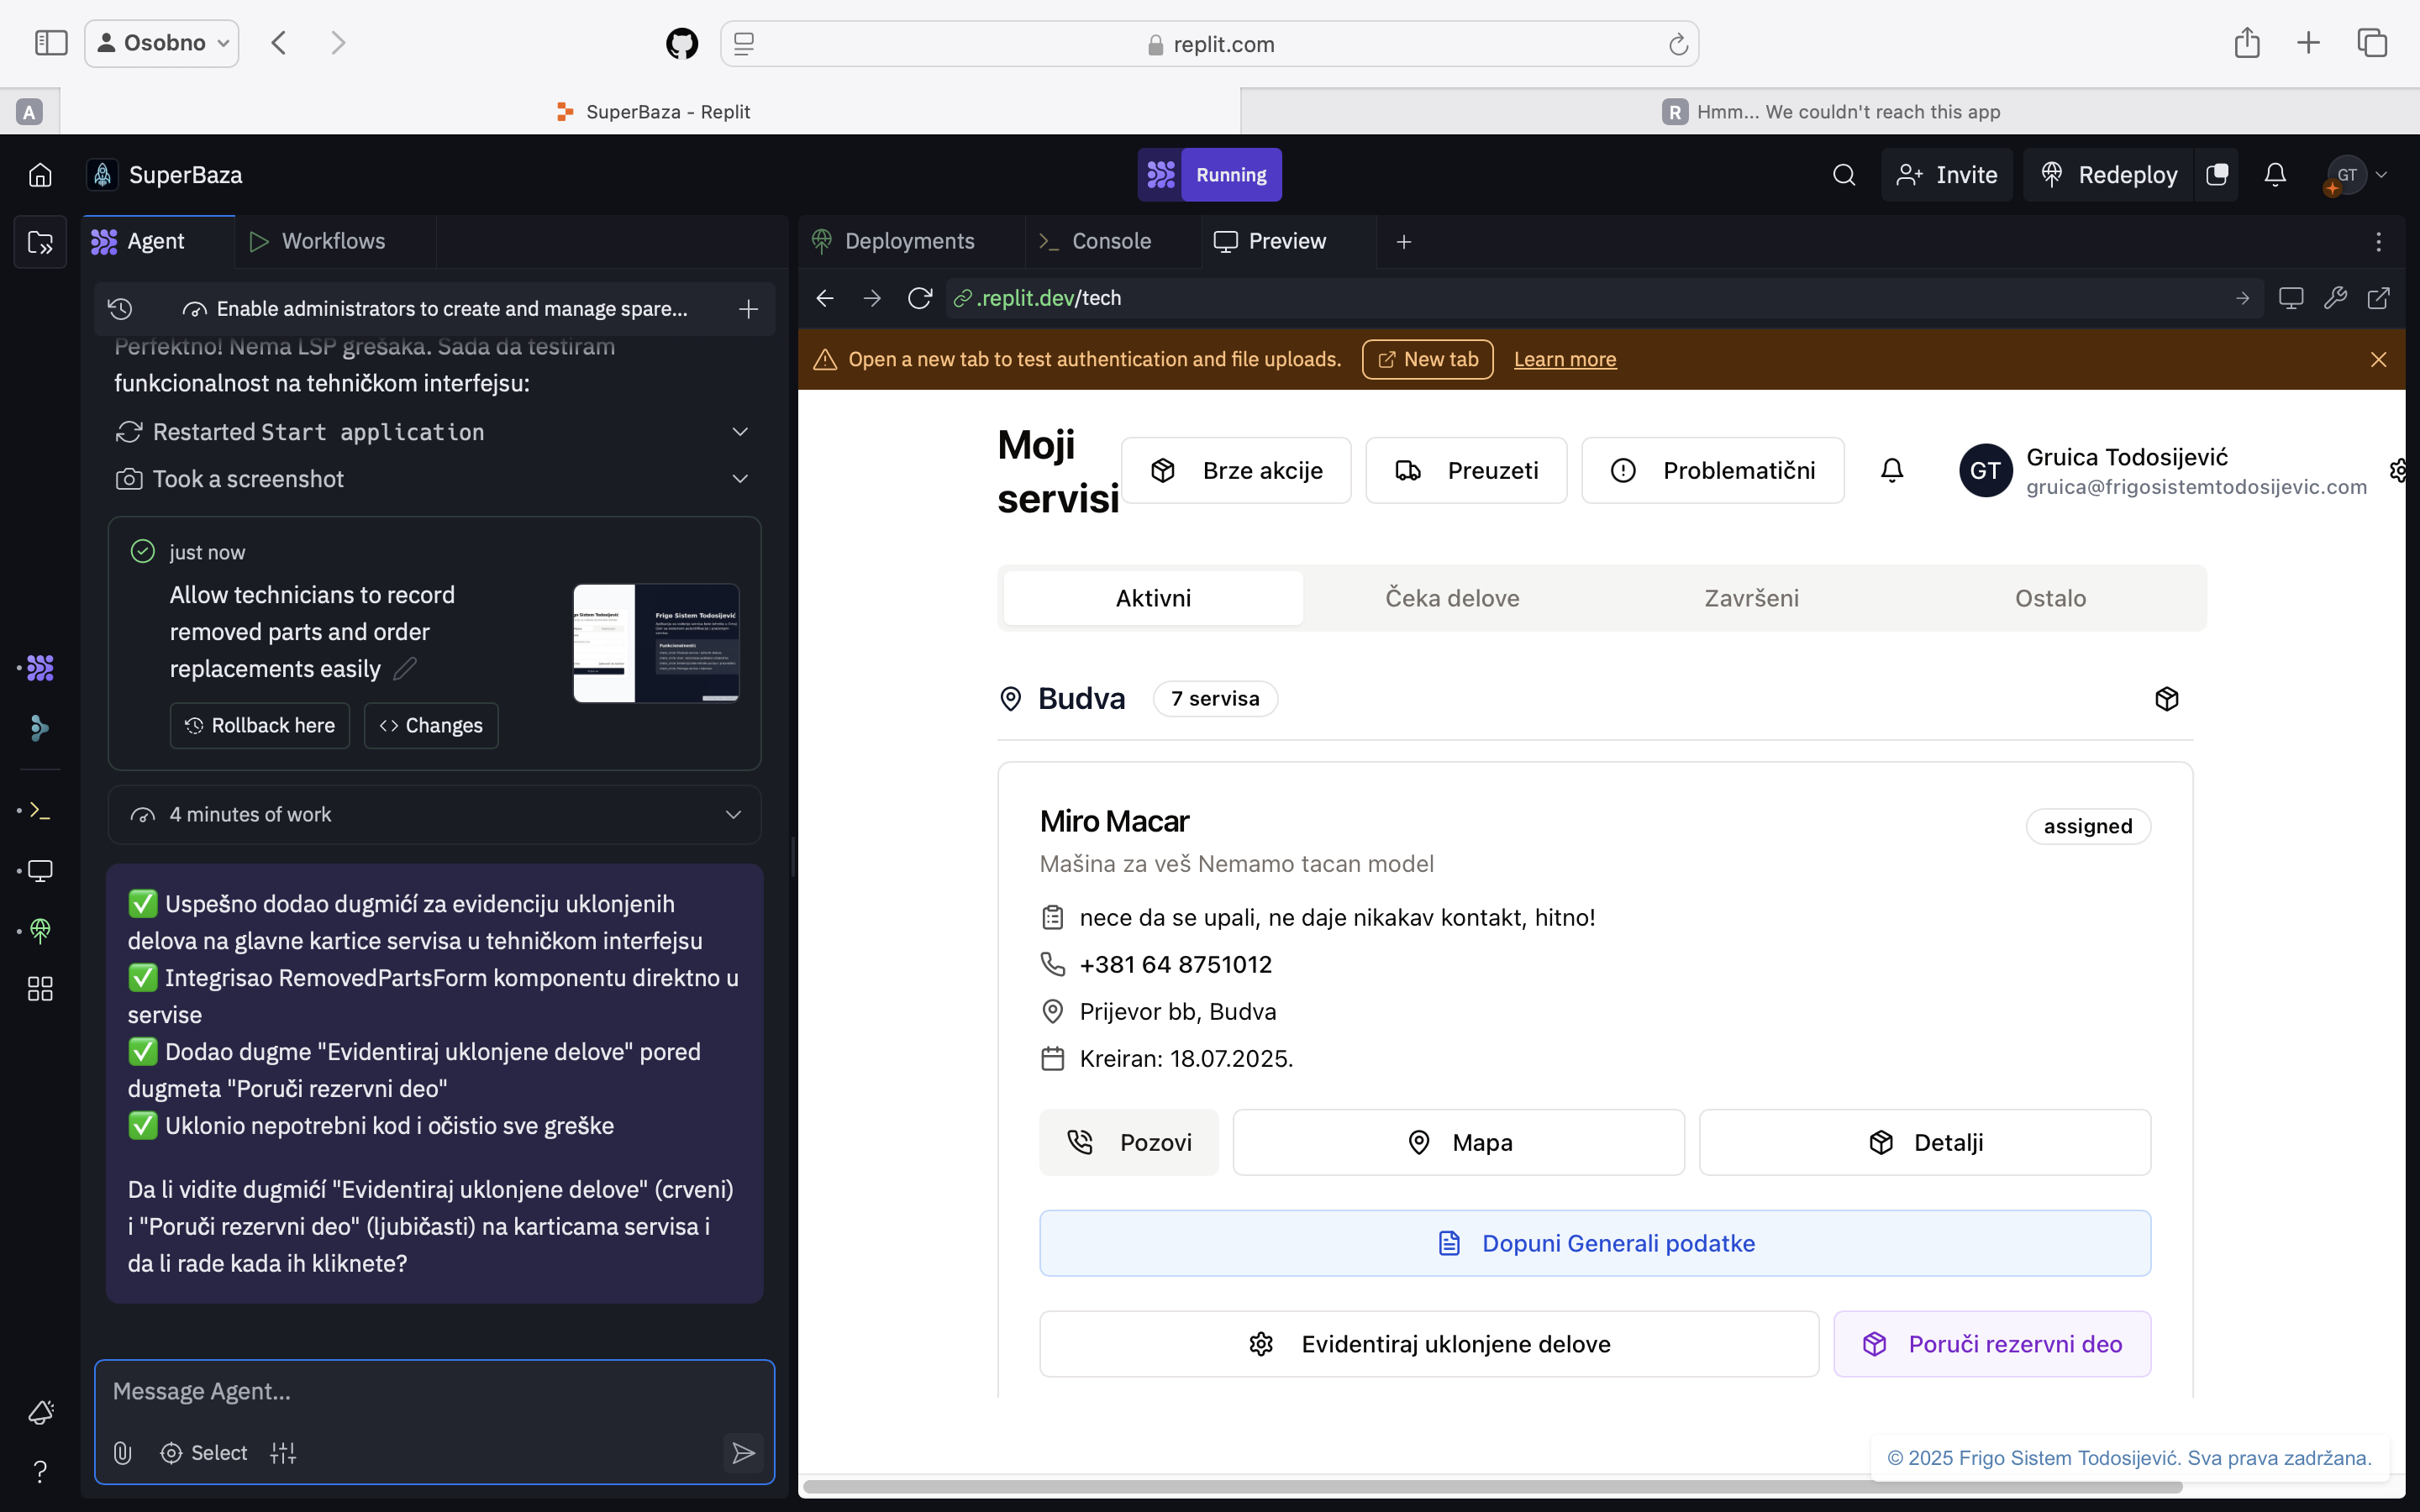 Osobno
replit.com
A
SuperBaza - Replit
R Hmm... We couldn't reach this app
SuperBaza
Running
Invite
Redeploy
GT
Agent
Workflows
Deployments
Console
Preview
Enable administrators to create and manage spare...
.replit.dev/tech
Open a new tab to test authentication and file uploads.
New tab
Learn more
Perfektno! Nema LSP grešaka. Sada da testiram
funkcionalnost na tehničkom interfejsu:
Restarted Start application
Took a screenshot
just now
Allow technicians to record
removed parts and order
replacements easily
Rollback here
Changes
4 minutes of work
✅ Uspešno dodao dugmićí za evidenciju uklonjenih
delova na glavne kartice servisa u tehničkom interfejsu
✅ Integrisao RemovedPartsForm komponentu direktno u
servise
✅ Dodao dugme "Evidentiraj uklonjene delove" pored
dugmeta "Poruči rezervni deo"
✅ Uklonio nepotrebni kod i očistio sve greške
Da li vidite dugmićí "Evidentiraj uklonjene delove" (crveni)
i "Poruči rezervni deo" (ljubičasti) na karticama servisa i
da li rade kada ih kliknete?
Message Agent...
Select
Moji
servisi
Brze akcije
Preuzeti
Problematični
GT
Gruica Todosijević
gruica@frigosistemtodosijevic.com
Aktivni
Čeka delove
Završeni
Ostalo
Budva
7 servisa
Miro Macar
assigned
Mašina za veš Nemamo tacan model
nece da se upali, ne daje nikakav kontakt, hitno!
+381 64 8751012
Prijevor bb, Budva
Kreiran: 18.07.2025.
Pozovi
Mapa
Detalji
Dopuni Generali podatke
Evidentiraj uklonjene delove
Poruči rezervni deo
© 2025 Frigo Sistem Todosijević. Sva prava zadržana.